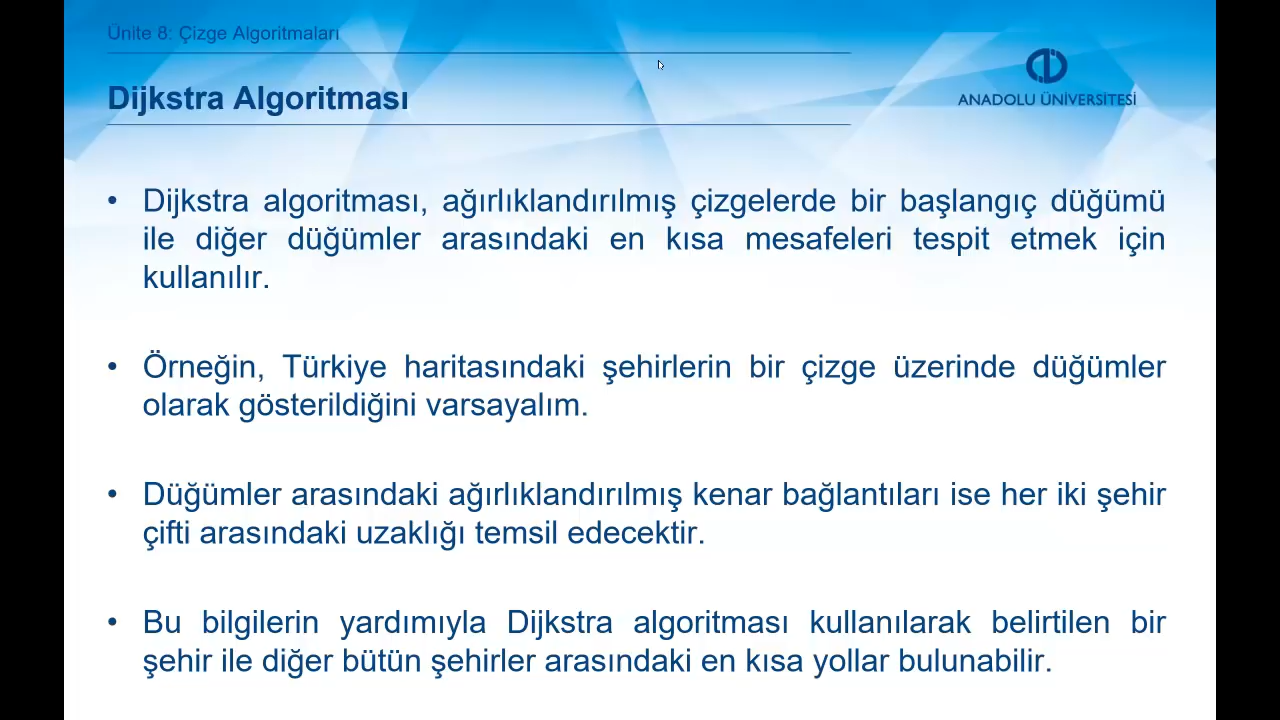 Ünite 8: Çizge Algoritmaları
Dijkstra Algoritması
ANADOLU ÜNİVERSİTESİ
• Dijkstra algoritması, ağırlıklandırılmış çizgelerde bir başlangıç düğümü
ile diğer düğümler arasındaki en kısa mesafeleri tespit etmek için
kullanılır.
• Örneğin, Türkiye haritasındaki şehirlerin bir çizge üzerinde düğümler
olarak gösterildiğini varsayalım.
• Düğümler arasındaki ağırlıklandırılmış kenar bağlantıları ise her iki şehir
çifti arasındaki uzaklığı temsil edecektir.
• Bu bilgilerin yardımıyla Dijkstra algoritması kullanılarak belirtilen bir
şehir ile diğer bütün şehirler arasındaki en kısa yollar bulunabilir.